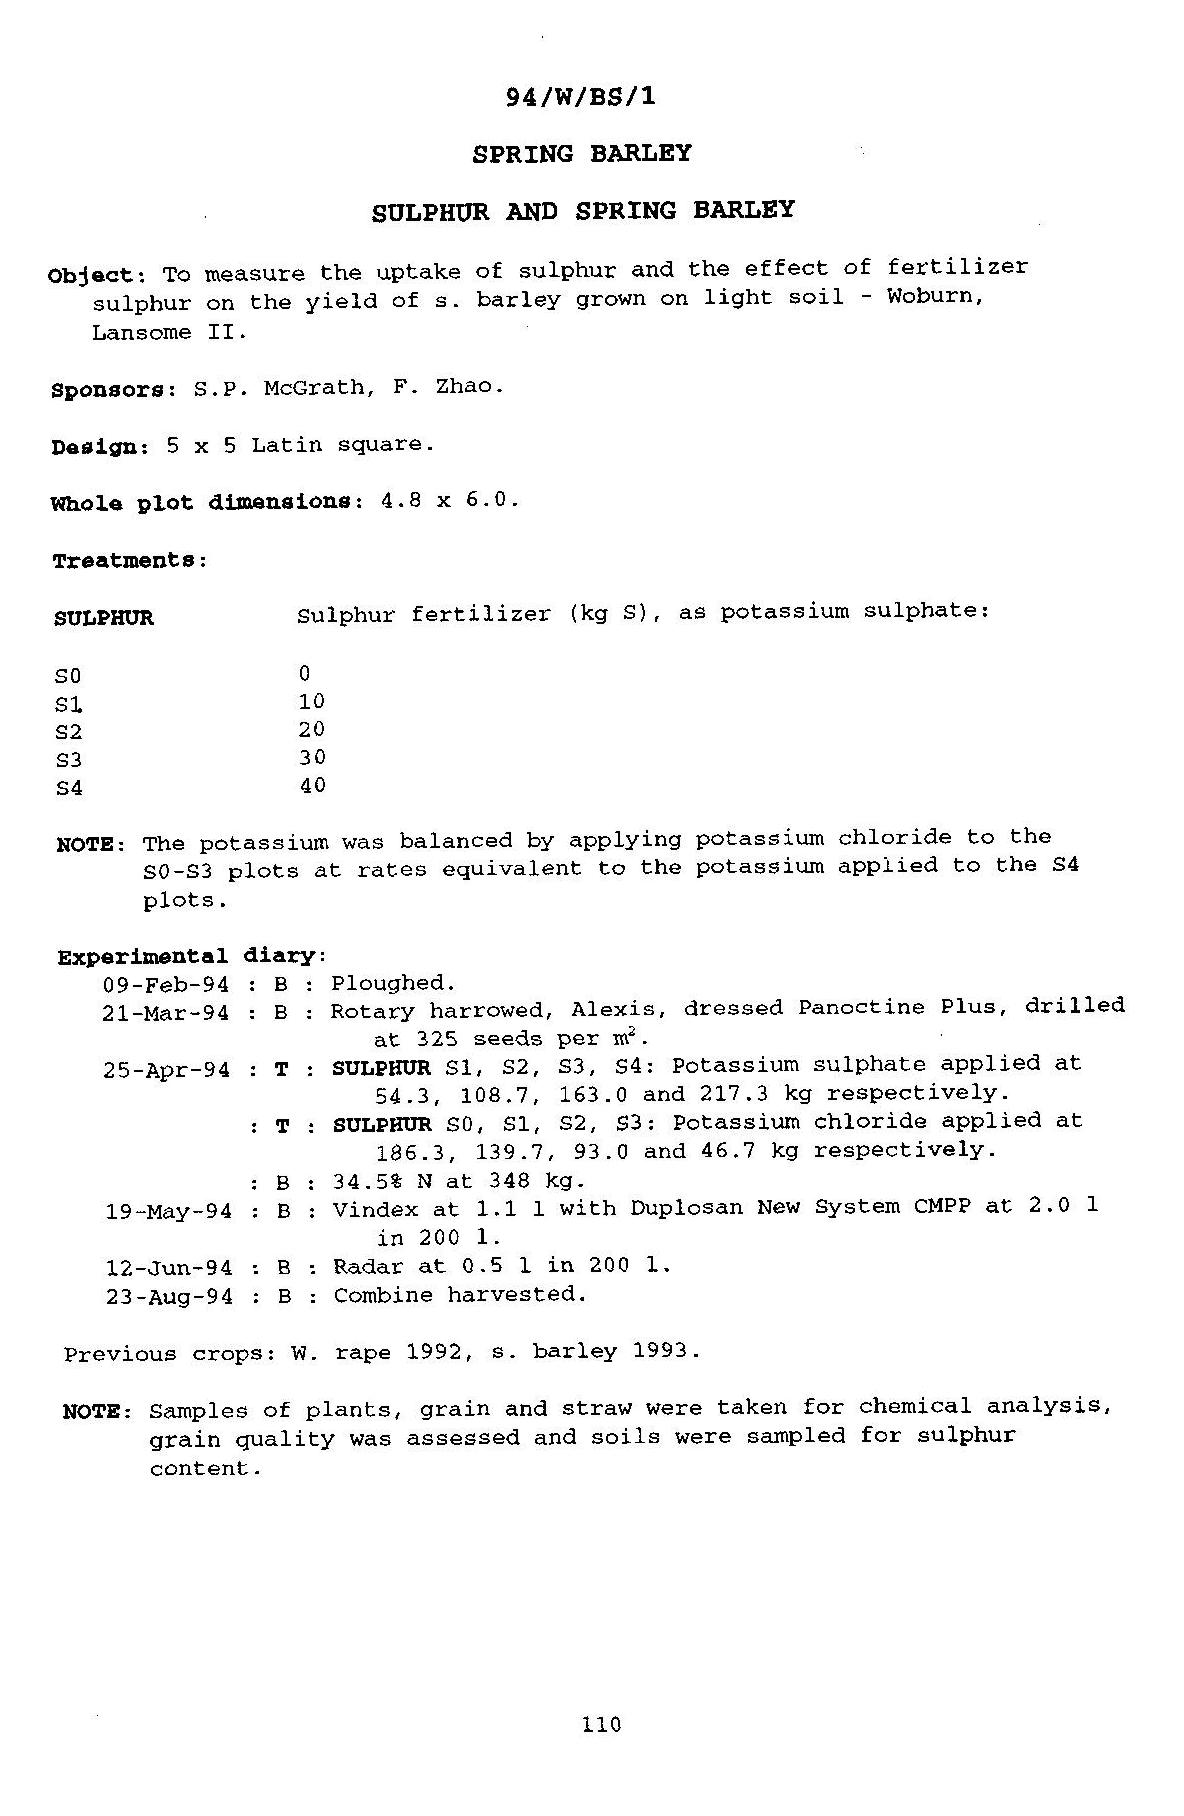 94/W/BS/1
SPRING BARLEY
SULPHUR AND SPRING BARLEY
Object: To measure the uptake of sulphur and the effect of fertilizer
sulphur on the yield of s. barley grown on light soil - Woburn,
Lansome II.
Sponsors: S.P. McGrath, F. Zhao.
Design: 5 x 5 Latin square.
Whole plot dimensions: 4.8 x 6.0.
Treatments:
SULPHUR Sulphur fertilizer (kg S), as potassium sulphate:
S0 0
S1 10
S2 20
S3 30
S4 40
NOTE: The potassium was balanced by applying potassium chloride to the
S0-S3 plots at rates equivalent to the potassium applied to the S4
plots.
Experimental diary:
09-Feb-94 : B : Ploughed.
21-Mar-94 : B : Rotary harrowed, Alexis, dressed Panoctine Plus, drilled
at 325 seeds per m².
25-Apr-94 : T : SULPHUR S1, S2, S3, S4: Potassium sulphate applied at
54.3, 108.7, 163.0 and 217.3 kg respectively.
: T : SULPHUR S0, S1, S2, S3: Potassium chloride applied at
186.3, 139.7, 93.0 and 46.7 kg respectively.
: B : 34.5% N at 348 kg.
19-May-94 : B : Vindex at 1.1 l with Duplosan New System CMPP at 2.0 l
in 200 l.
12-Jun-94 : B : Radar at 0.5 l in 200 l.
23-Aug-94 : B : Combine harvested.
Previous crops: W. rape 1992, s. barley 1993.
NOTE: Samples of plants, grain and straw were taken for chemical analysis,
grain quality was assessed and soils were sampled for sulphur
content.
110